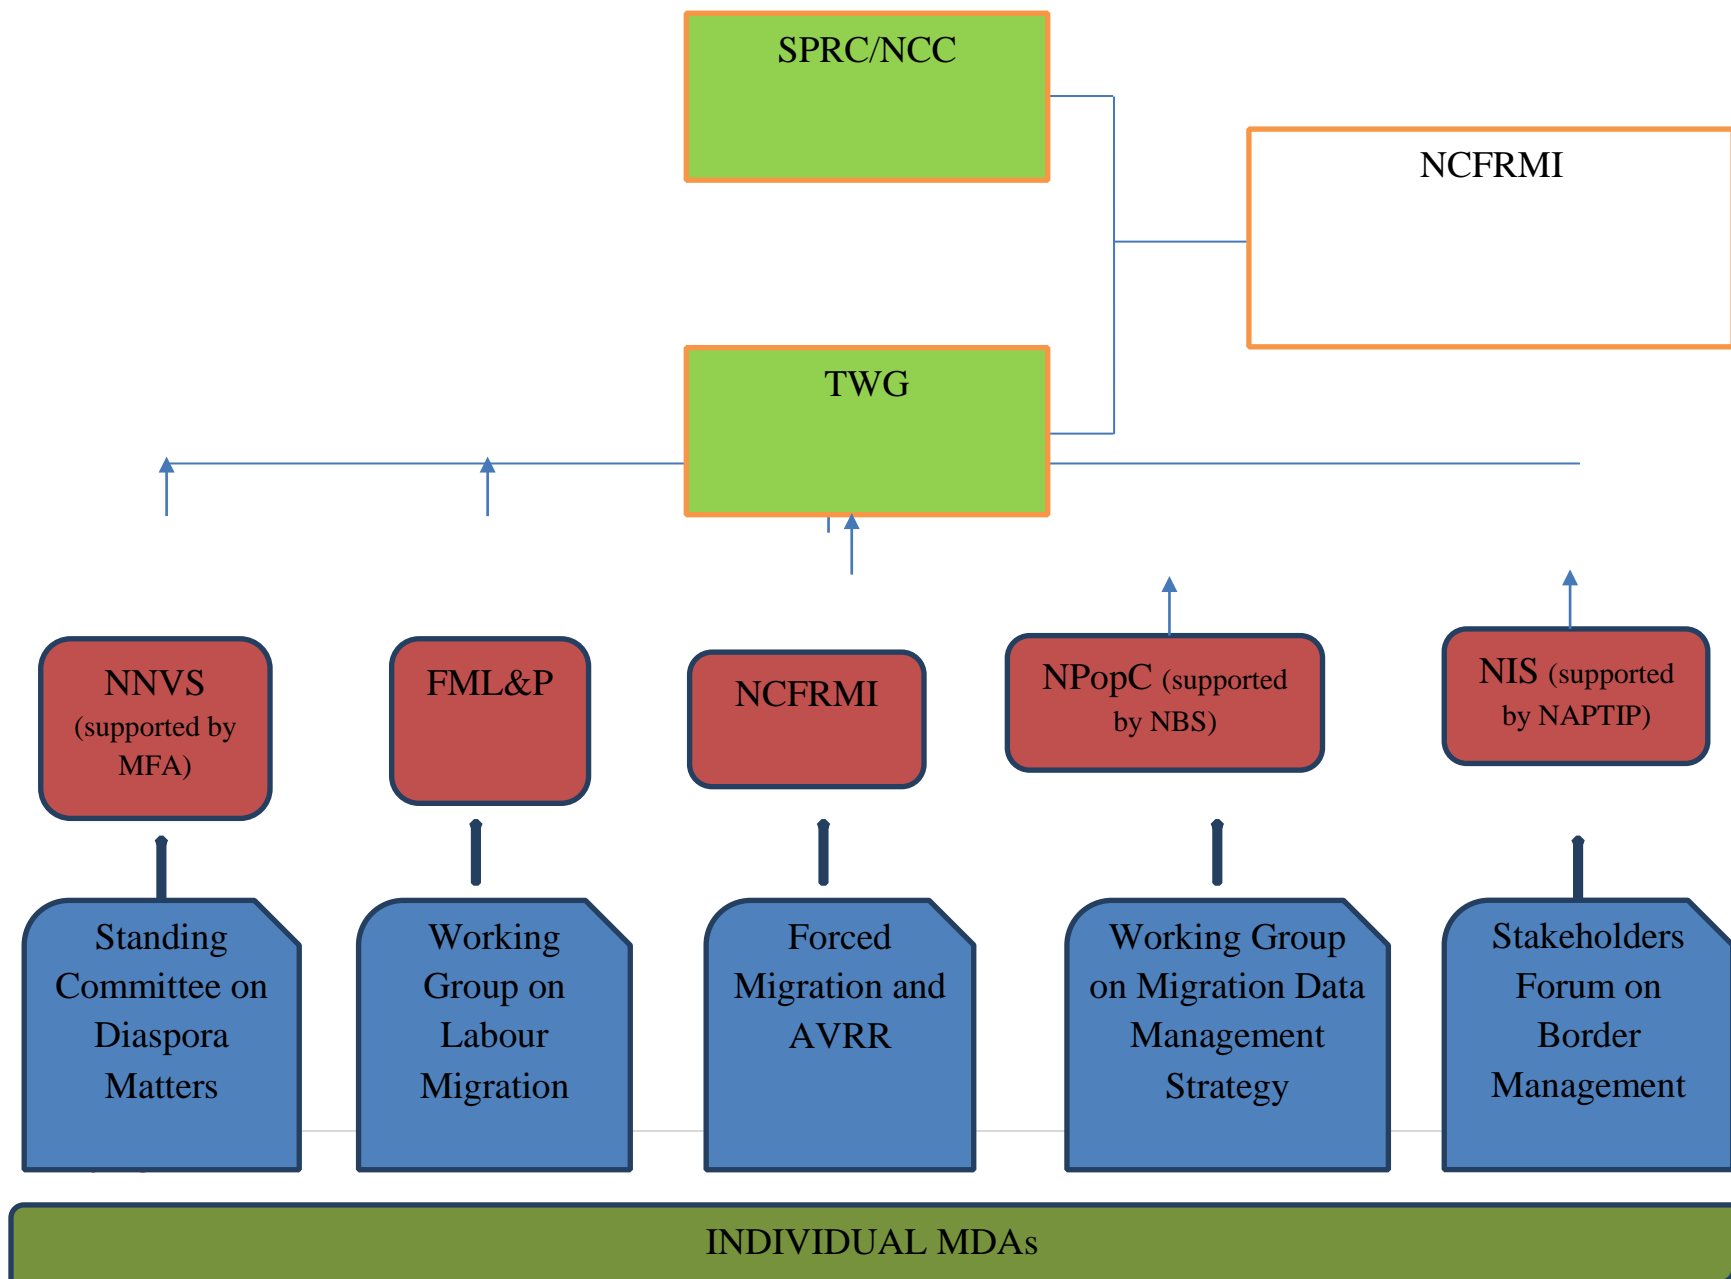 SPRC/NCC
NCFRMI
TWG
NNVS
(supported by
MFA)
FML&P
NCFRMI
NPopC (supported
by NBS)
NIS (supported
by NAPTIP)
Standing
Committee on
Diaspora
Matters
Working
Group on
Labour
Migration
Forced
Migration and
AVRR
Working Group
on Migration Data
Management
Strategy
Stakeholders
Forum on
Border
Management
INDIVIDUAL MDAs